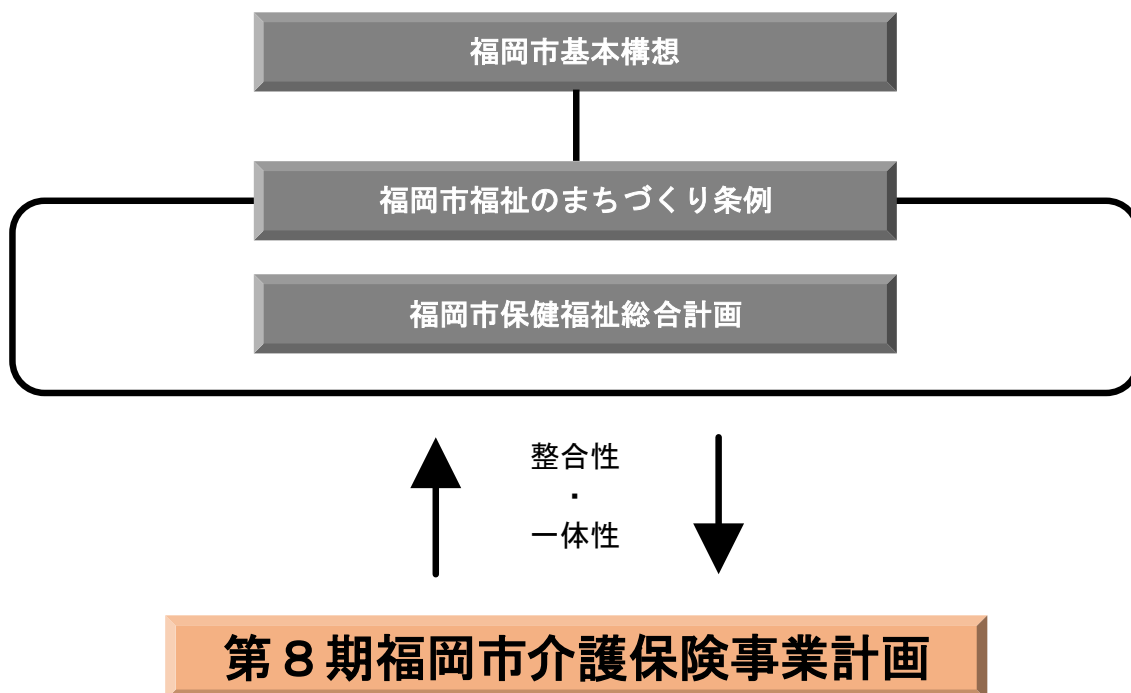 福岡市基本構想
福岡市福祉のまちづくり条例
福岡市保健福祉総合計画
整合性
・
一体性
第８期福岡市介護保険事業計画